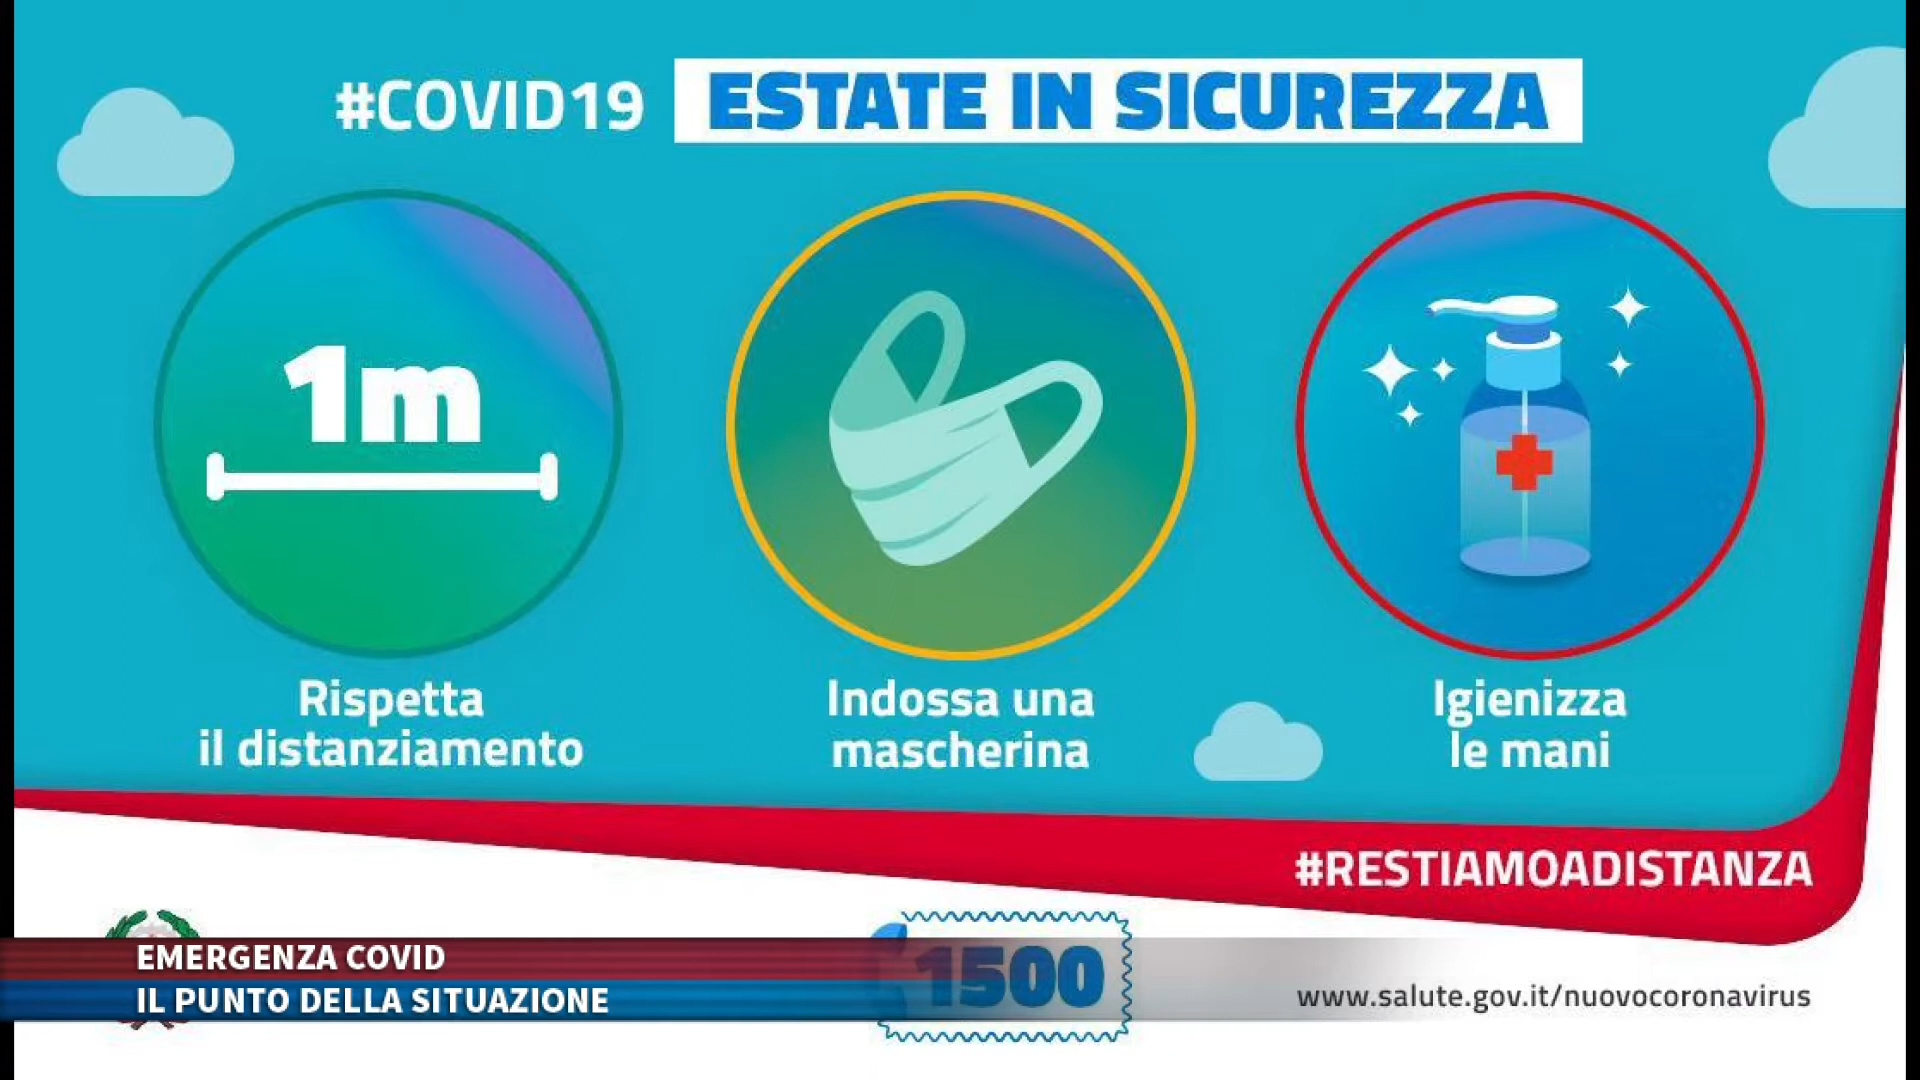 #COVID19 ESTATE IN SICUREZZA
1m
Rispetta
il distanziamento
Indossa una
mascherina
Igienizza
le mani
#RESTIAMOADISTANZA
EMERGENZA COVID
IL PUNTO DELLA SITUAZIONE
1500
www.salute.gov.it/nuovocoronavirus